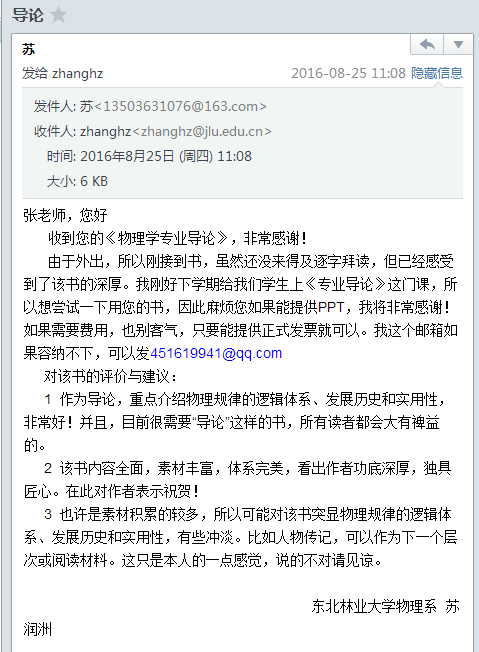 导论
苏
发给 zhanghz
2016-08-25 11:08 隐藏信息
发件人: 苏<13503631076@163.com>
收件人: zhanghz<zhanghz@jlu.edu.cn>
时间: 2016年8月25日 (周四) 11:08
大小: 6 KB
张老师，您好
收到您的《物理学专业导论》，非常感谢！
由于外出，所以刚接到书，虽然还没来得及逐字拜读，但已经感受
到了该书的深厚。我刚好下学期给我们学生上《专业导论》这门课，所
以想尝试一下用您的书，因此麻烦您如果能提供PPT，我将非常感谢！
如果需要费用，也别客气，只要能提供正式发票就可以。我这个邮箱如
果容纳不下，可以发451619941@qq.com
对该书的评价与建议：
1 作为导论，重点介绍物理规律的逻辑体系、发展历史和实用性，
非常好！并且，目前很需要“导论”这样的书，所有读者都会大有裨益
的。
2 该书内容全面，素材丰富，体系完美，看出作者功底深厚，独具
匠心。在此对作者表示祝贺！
3 也许是素材积累的较多，所以可能对该书突显物理规律的逻辑体
系、发展历史和实用性，有些冲淡。比如人物传记，可以作为下一个层
次或阅读材料。这只是本人的一点感觉，说的不对请见谅。
东北林业大学物理系 苏
润洲